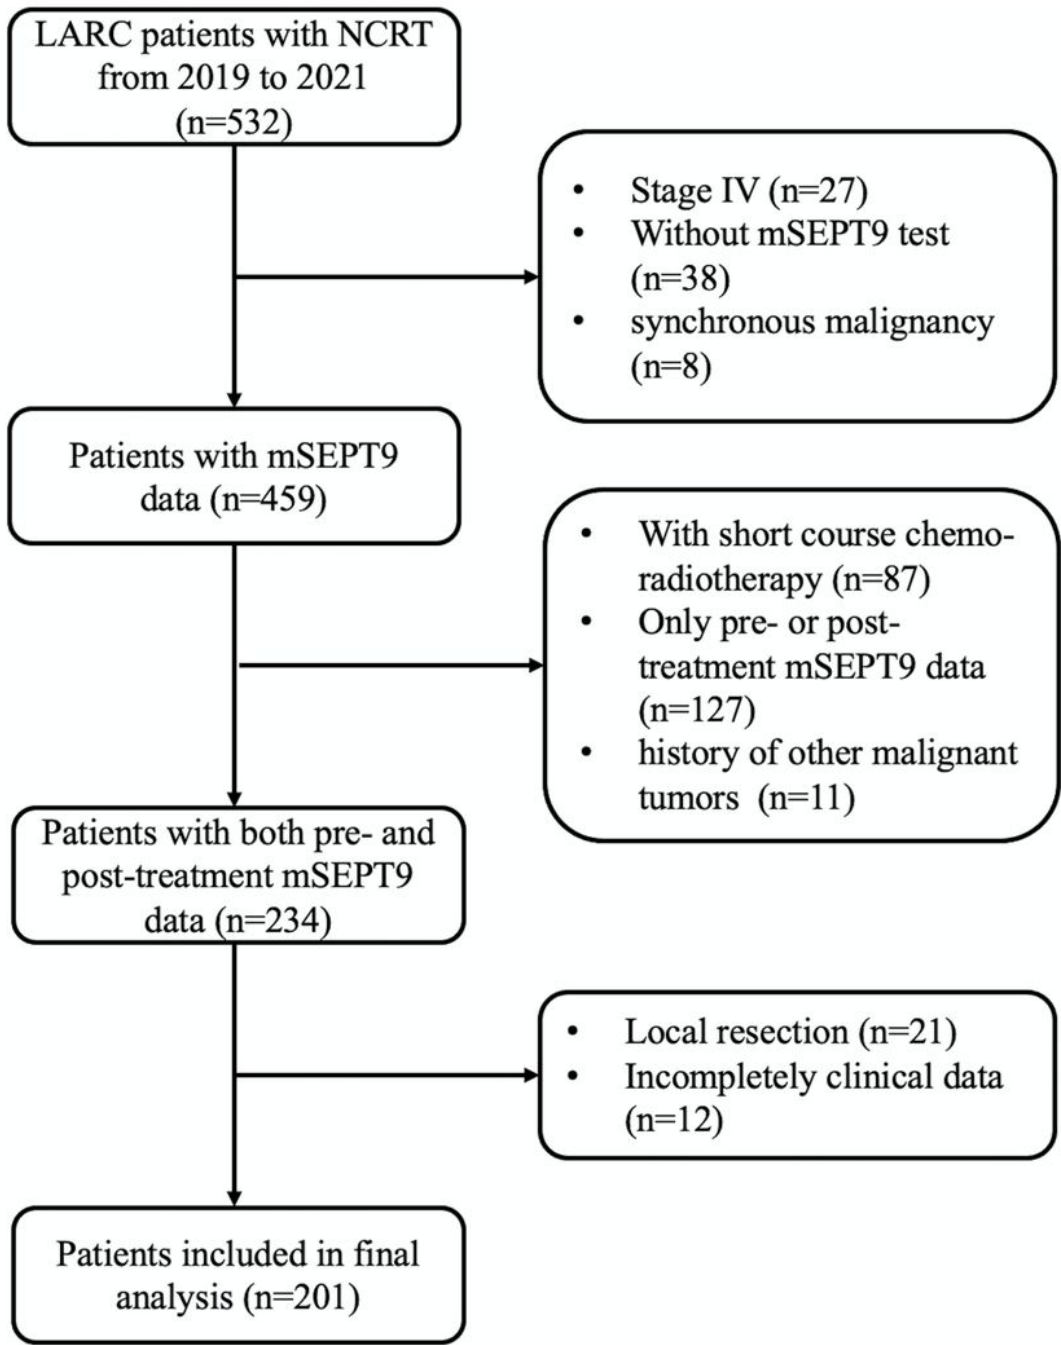 LARC patients with NCRT
from 2019 to 2021
(n=532)
• Stage IV (n=27)
• Without mSEPT9 test
(n=38)
• synchronous malignancy
(n=8)
Patients with mSEPT9
data (n=459)
• With short course chemo-
radiotherapy (n=87)
• Only pre- or post-
treatment mSEPT9 data
(n=127)
• history of other malignant
tumors (n=11)
Patients with both pre- and
post-treatment mSEPT9
data (n=234)
• Local resection (n=21)
• Incompletely clinical data
(n=12)
Patients included in final
analysis (n=201)